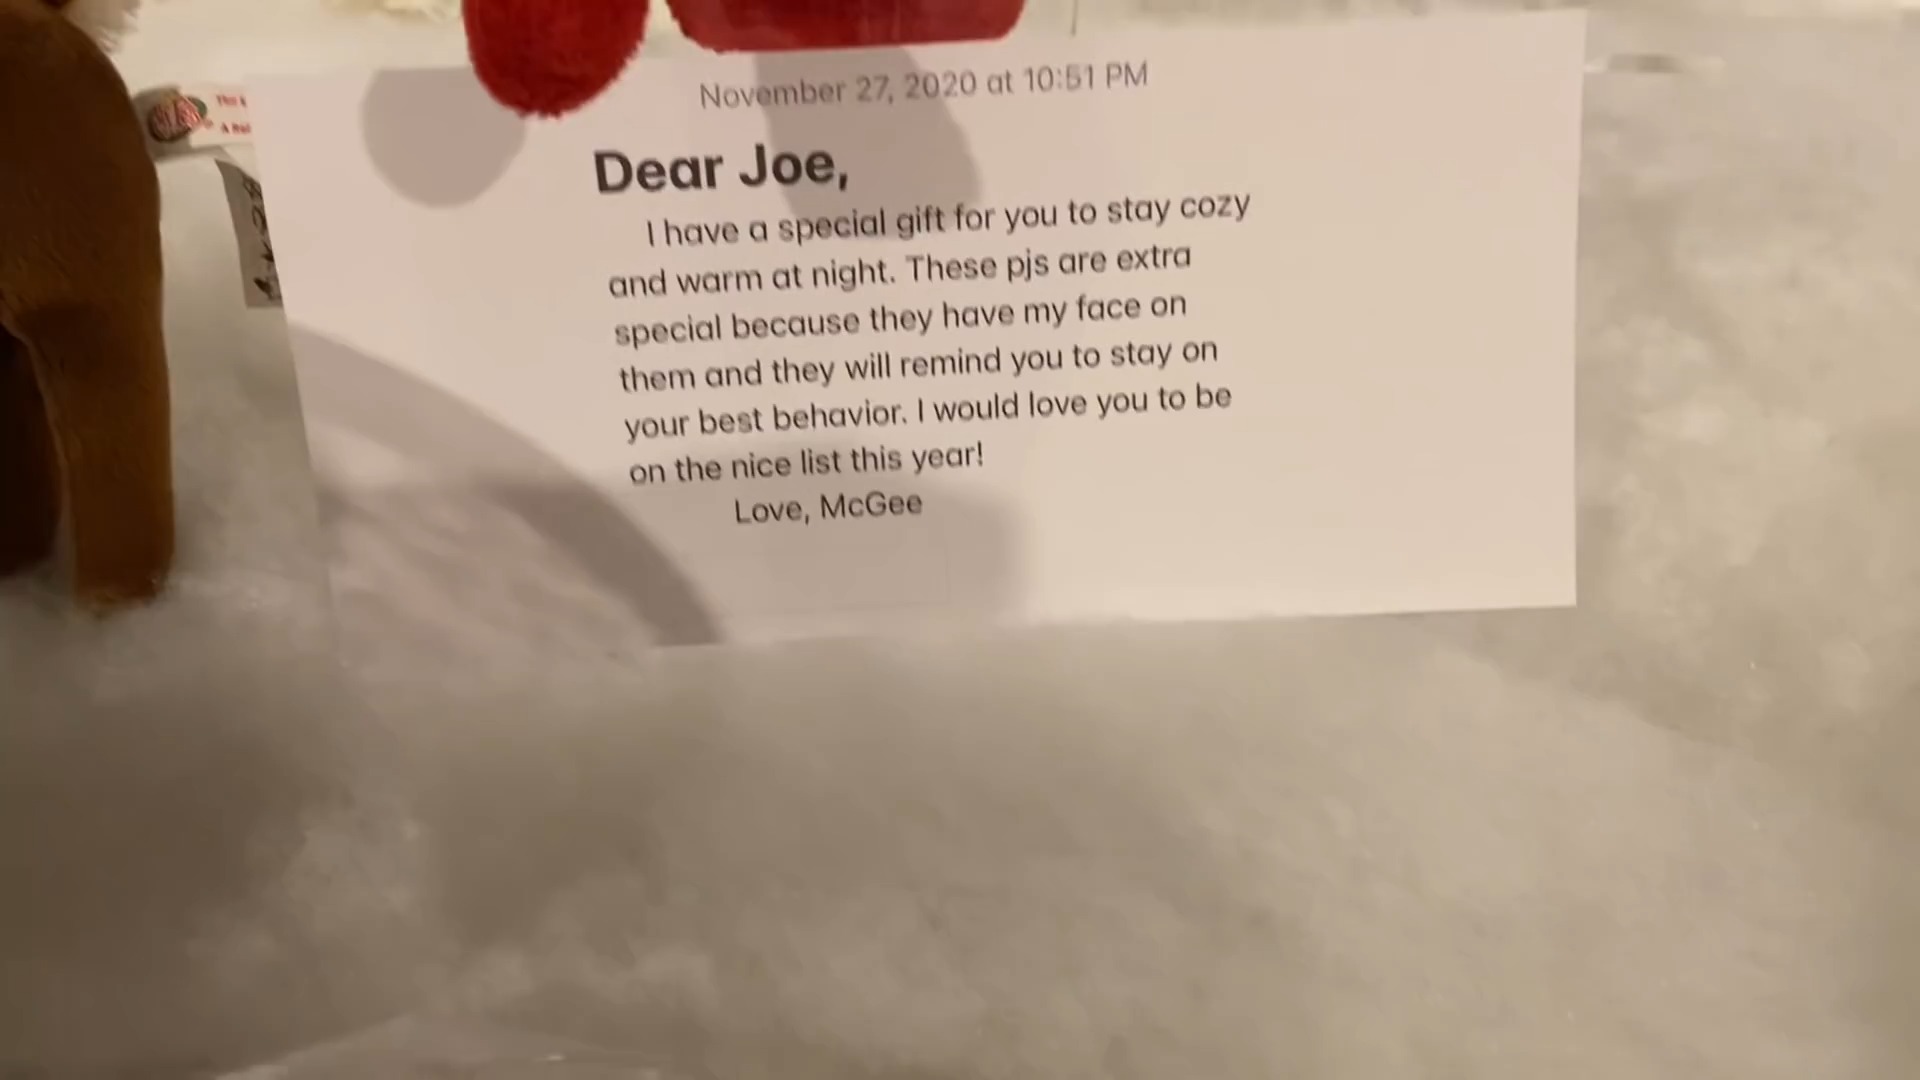 November 27, 2020 at 10:51 PM
Dear Joe,
I have a special gift for you to stay cozy
and warm at night. These pjs are extra
special because they have my face on
them and they will remind you to stay on
your best behavior. I would love you to be
on the nice list this year!
Love, McGee